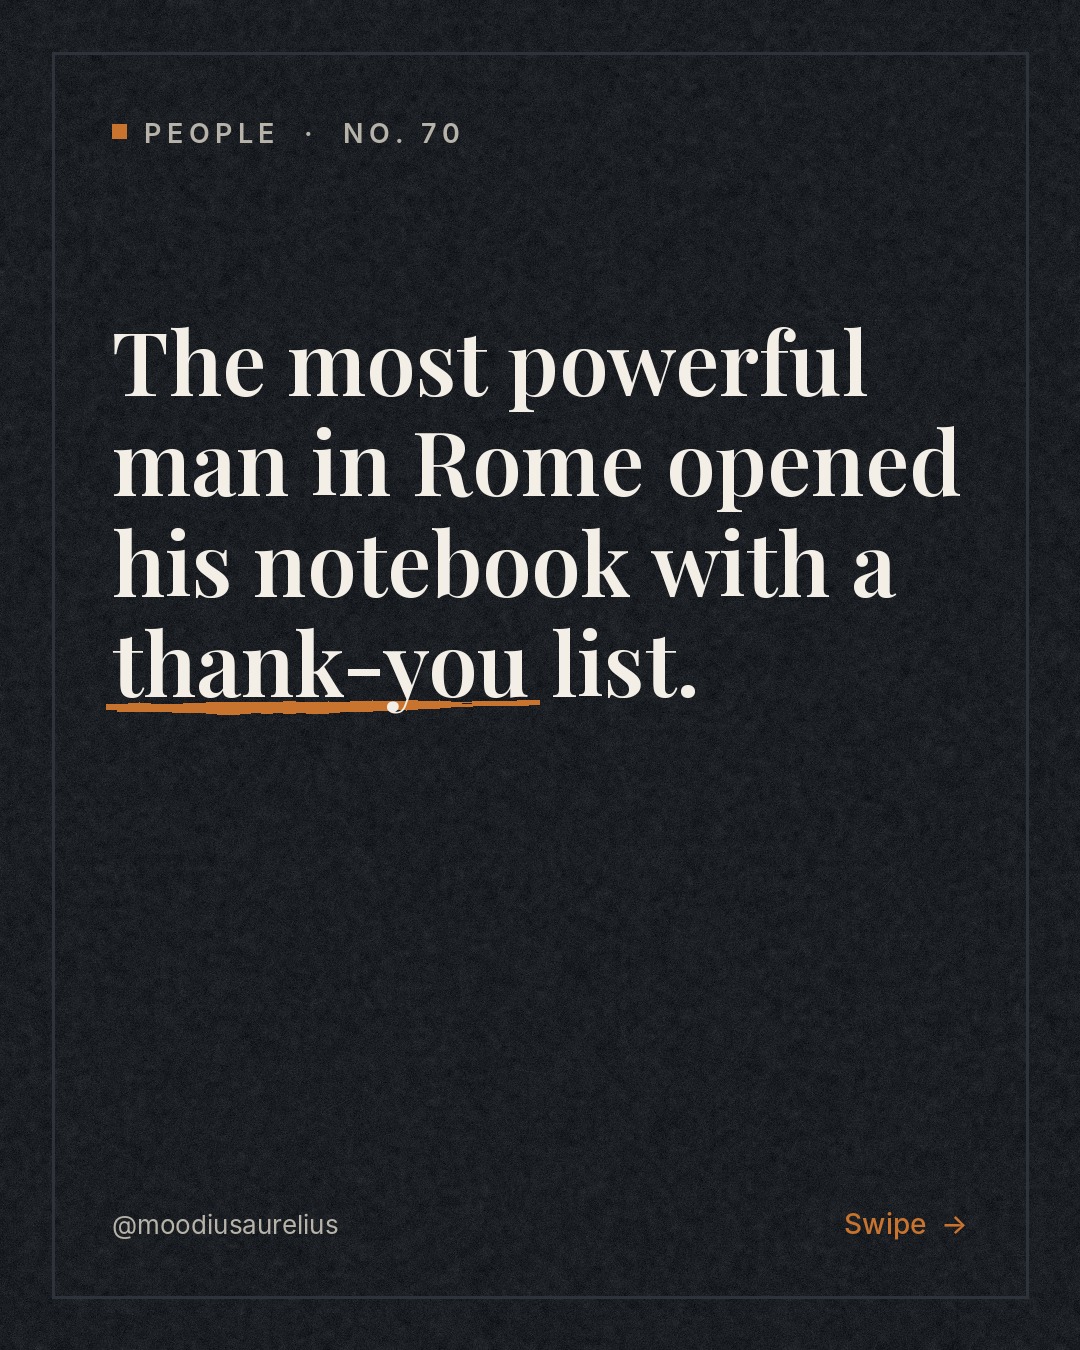 PEOPLE · NO. 70
The most powerful
man in Rome opened
his notebook with a
thank-you list.
@moodiusaurelius
Swipe →